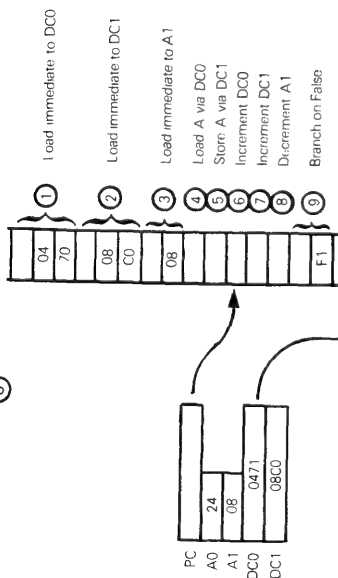 6
04
70
1
Load immediate to DC0
08
C0
2
Load immediate to DC1
08
3
Load immediate to A1
4
Load A via DC0
5
Store A via DC1
6
Increment DC0
7
Increment DC1
8
Decrement A1
F1
9
Branch on False
PC
A0
24
A1
08
DC0
0471
DC1
08C0